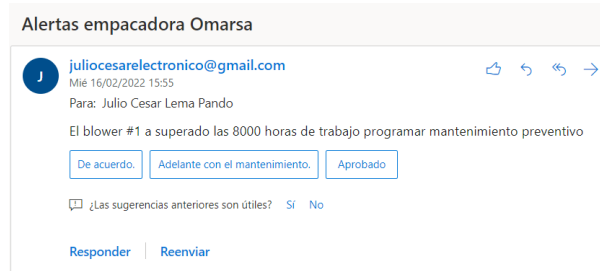 Alertas empacadora Omarsa
J
juliocesarelectronico@gmail.com
Mié 16/02/2022 15:55
Para: Julio Cesar Lema Pando
El blower #1 a superado las 8000 horas de trabajo programar mantenimiento preventivo
De acuerdo. Adelante con el mantenimiento. Aprobado
¿Las sugerencias anteriores son útiles? Sí No
Responder Reenviar